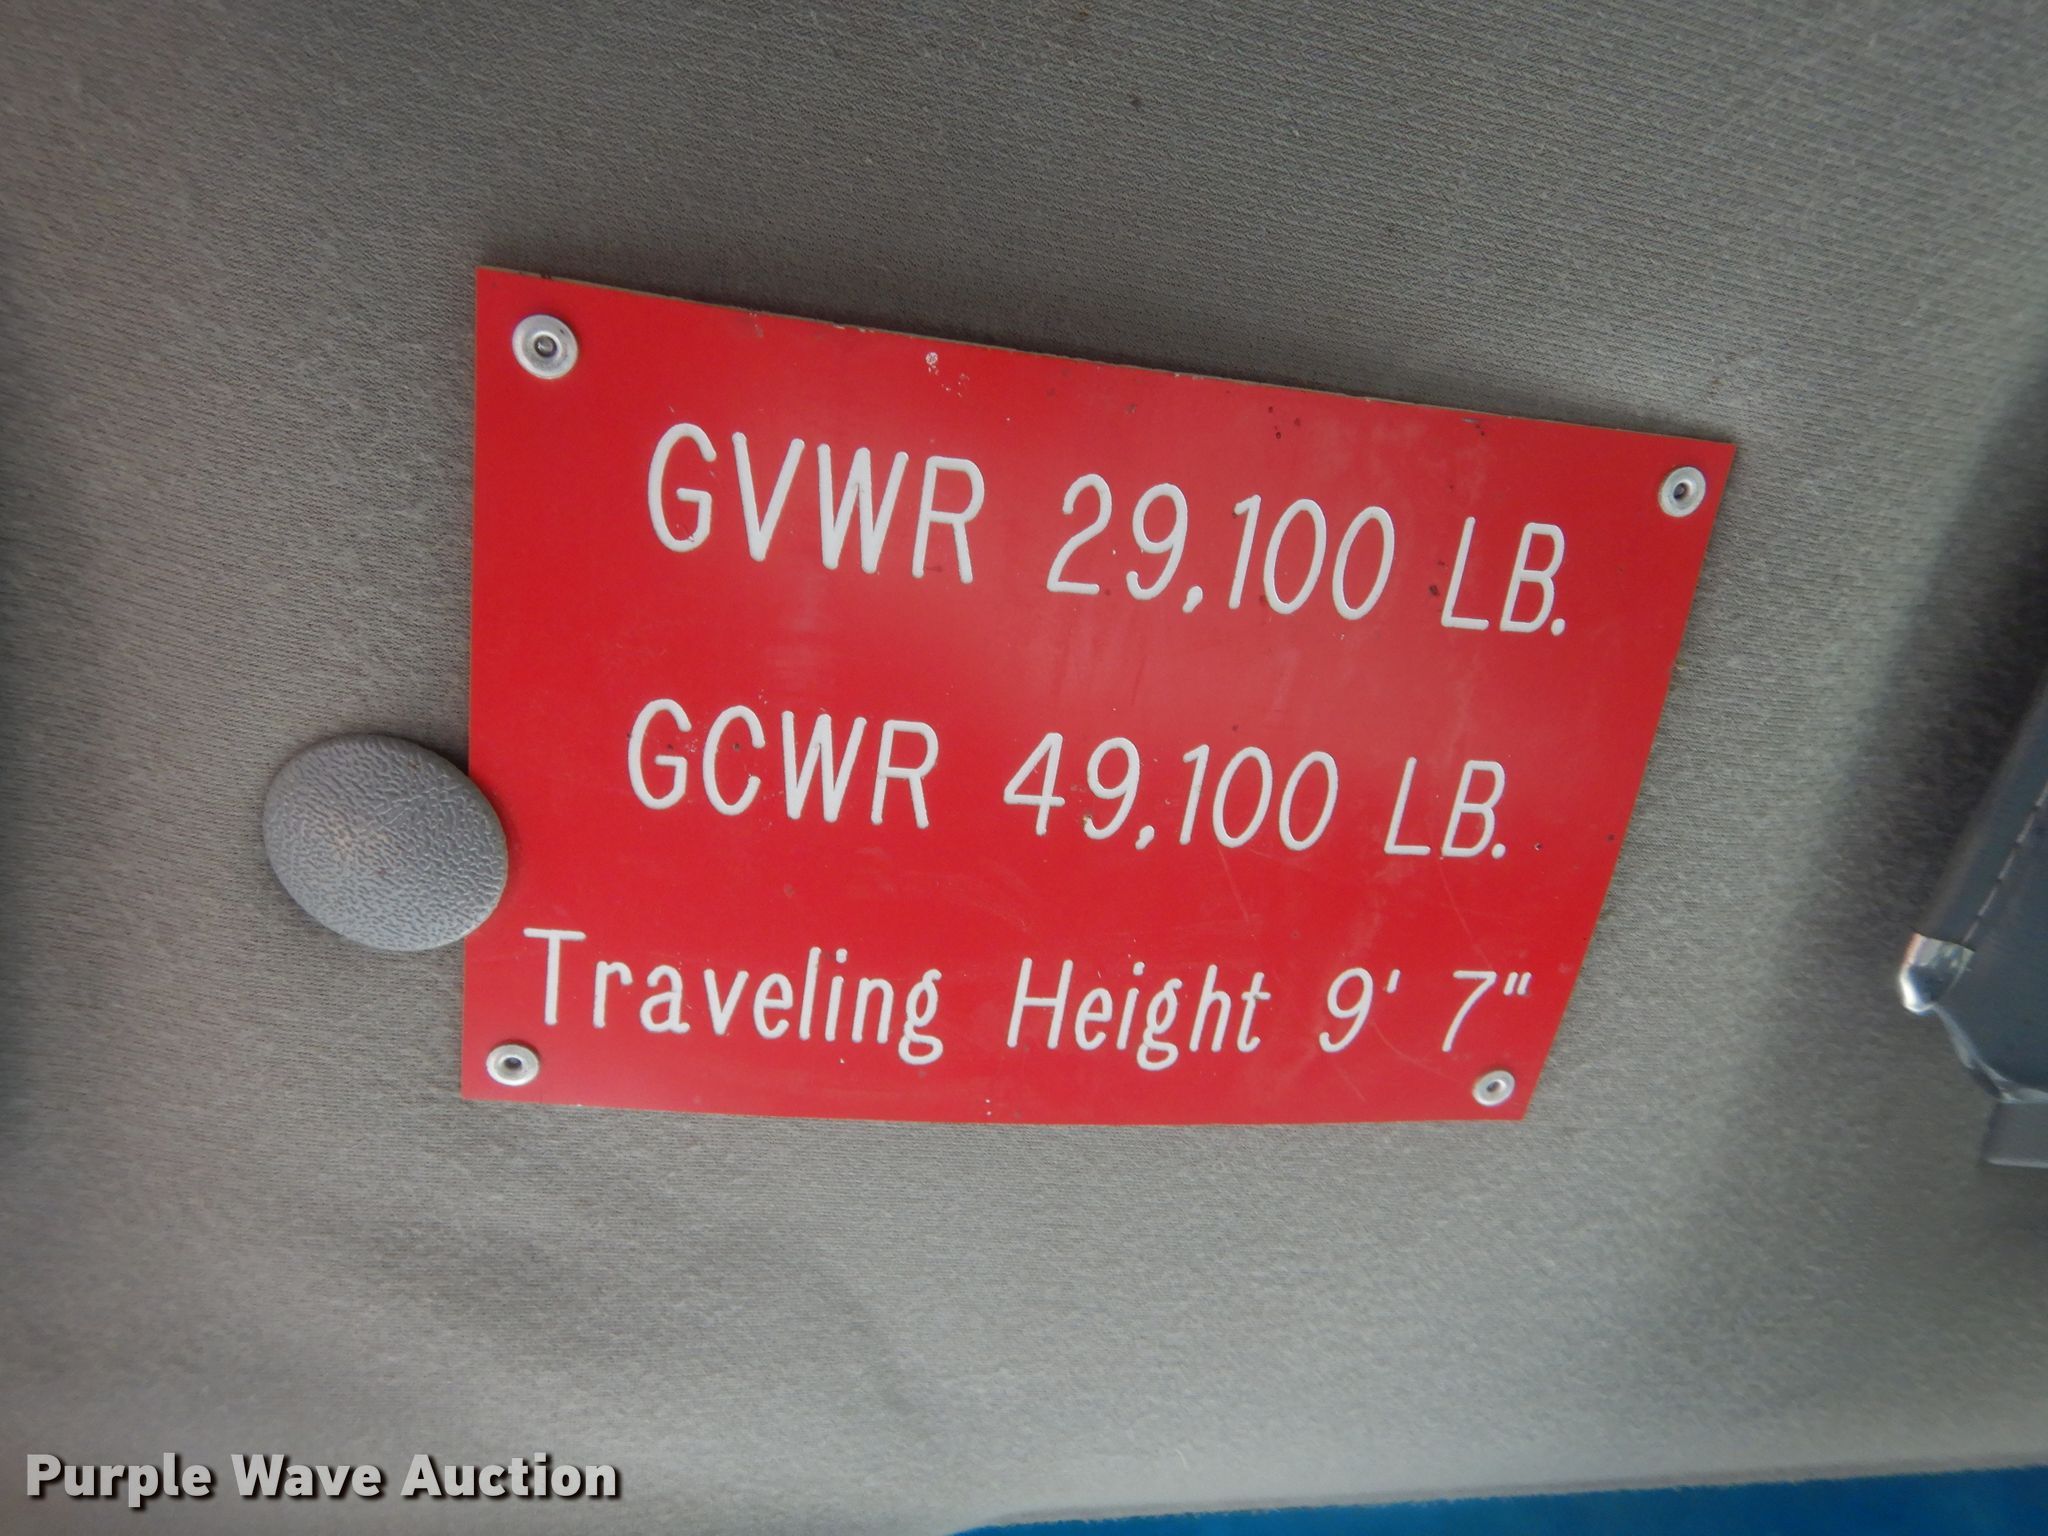 GVWR 29,100 LB.
GCWR 49,100 LB.
Traveling Height 9' 7"
Purple Wave Auction